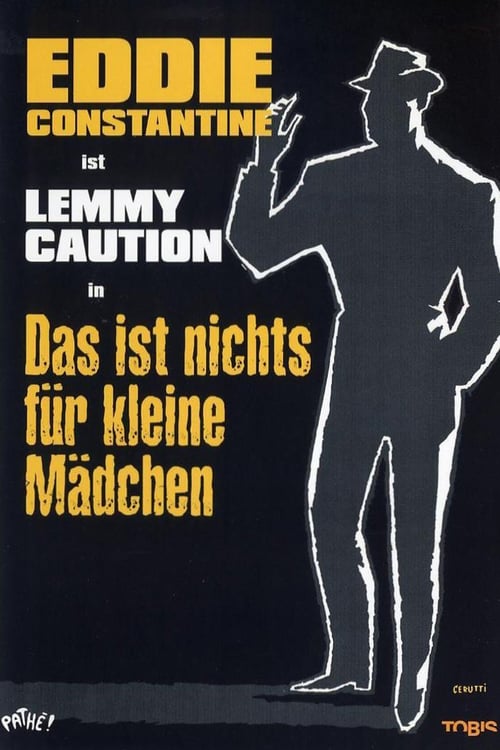 EDDIE
CONSTANTINE
ist
LEMMY
CAUTION
in
Das ist nichts
für kleine
Mädchen
CERUTTI
PATHÉ!
TOBIS